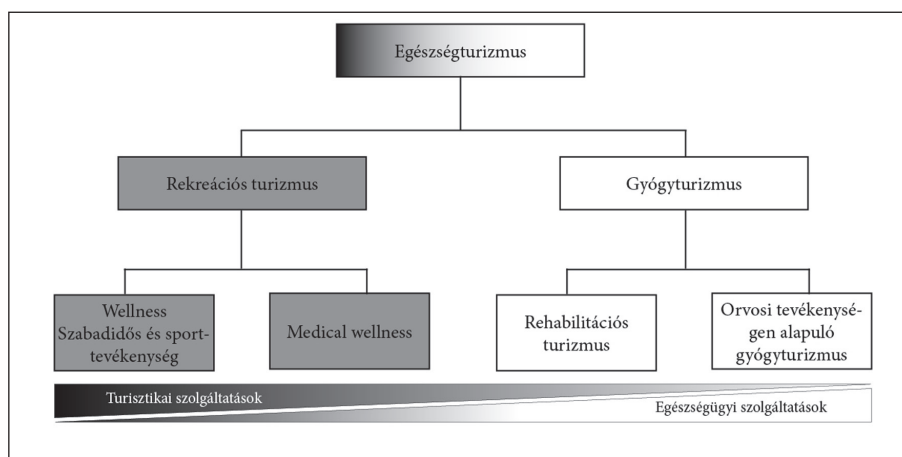 Egészségturizmus
Rekreációs turizmus
Gyógyturizmus
Wellness
Szabadidős és sport-
tevékenység
Medical wellness
Rehabilitációs
turizmus
Orvosi tevékenysé-
gen alapuló
gyógyturizmus
Turisztikai szolgáltatások
Egészségügyi szolgáltatások